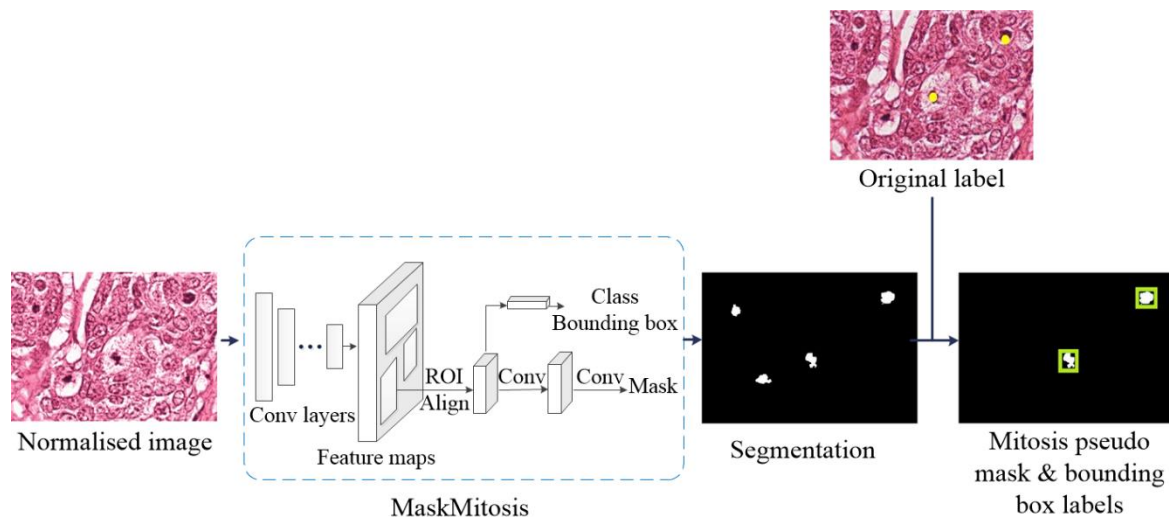 Original label
Normalised image
Conv layers
Feature maps
ROI
Align
Conv
Conv
Mask
Class
Bounding box
MaskMitosis
Segmentation
Mitosis pseudo
mask & bounding
box labels